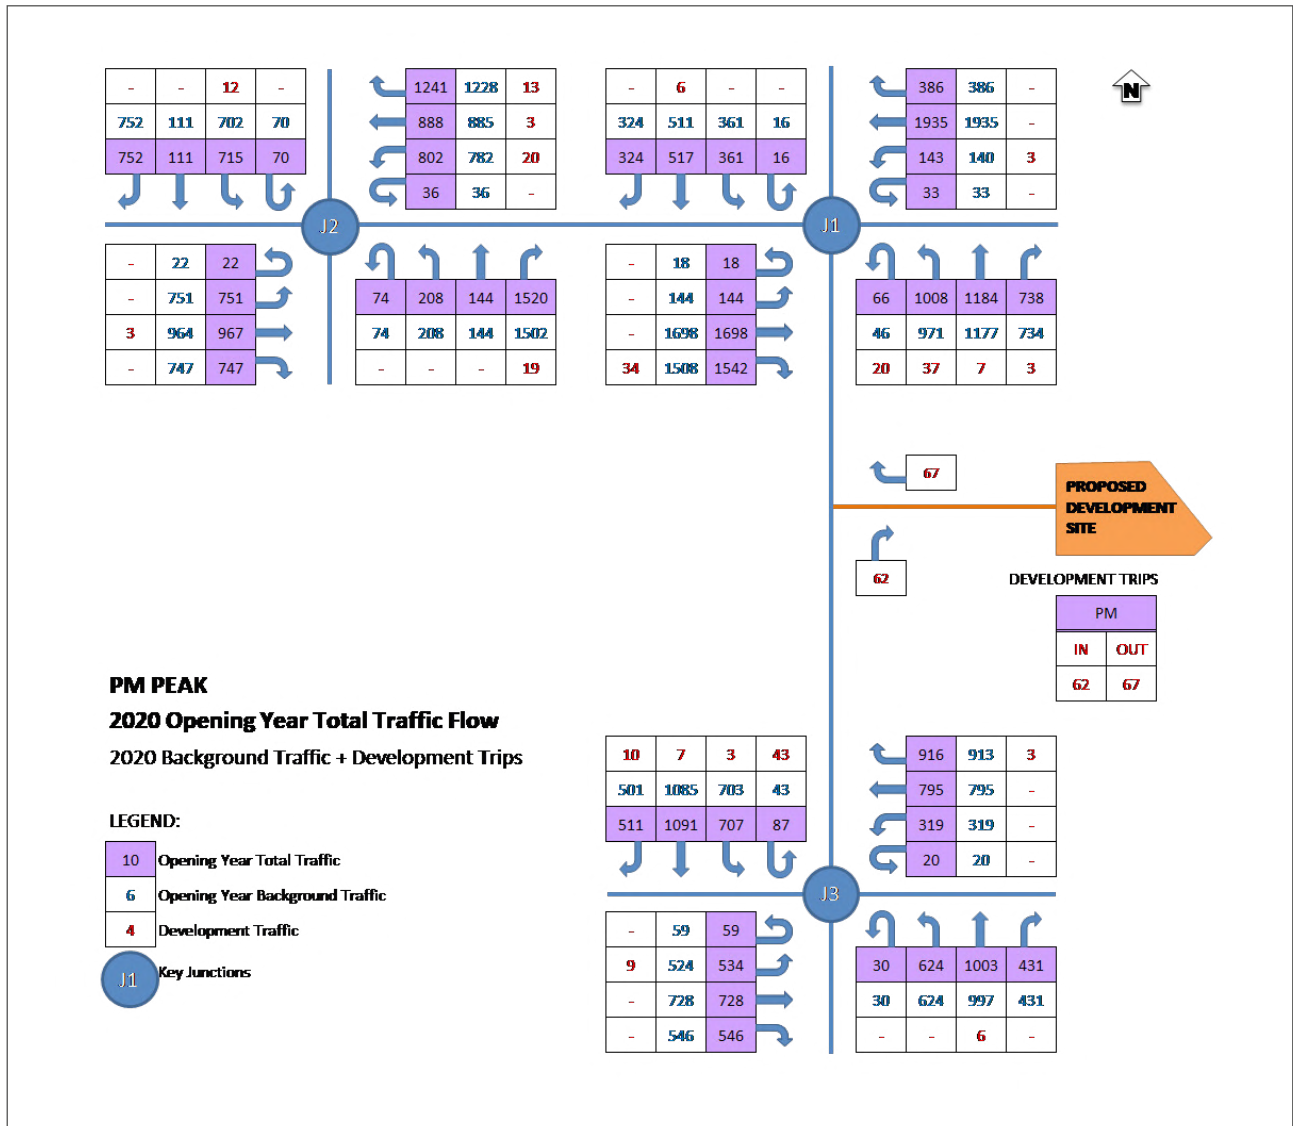 - - 12 -
752 111 702 70
752 111 715 70
1241 1228 13
888 885 3
802 782 20
36 36 -
- 6 - -
324 511 361 16
324 517 361 16
386 386 -
1935 1935 -
143 140 3
33 33 -
N
J2
J1
- 22 22
- 751 751
3 964 967
- 747 747
74 208 144 1520
74 208 144 1502
- - - 19
- 18 18
- 144 144
- 1698 1698
34 1508 1542
66 1008 1184 738
46 971 1177 734
20 37 7 3
67
PROPOSED
DEVELOPMENT
SITE
62
DEVELOPMENT TRIPS
PM
IN OUT
62 67
PM PEAK
2020 Opening Year Total Traffic Flow
2020 Background Traffic + Development Trips
LEGEND:
10 Opening Year Total Traffic
6 Opening Year Background Traffic
4 Development Traffic
J1 Key Junctions
10 7 3 43
501 1085 703 43
511 1091 707 87
916 913 3
795 795 -
319 319 -
20 20 -
J3
- 59 59
9 524 534
- 728 728
- 546 546
30 624 1003 431
30 624 997 431
- - 6 -